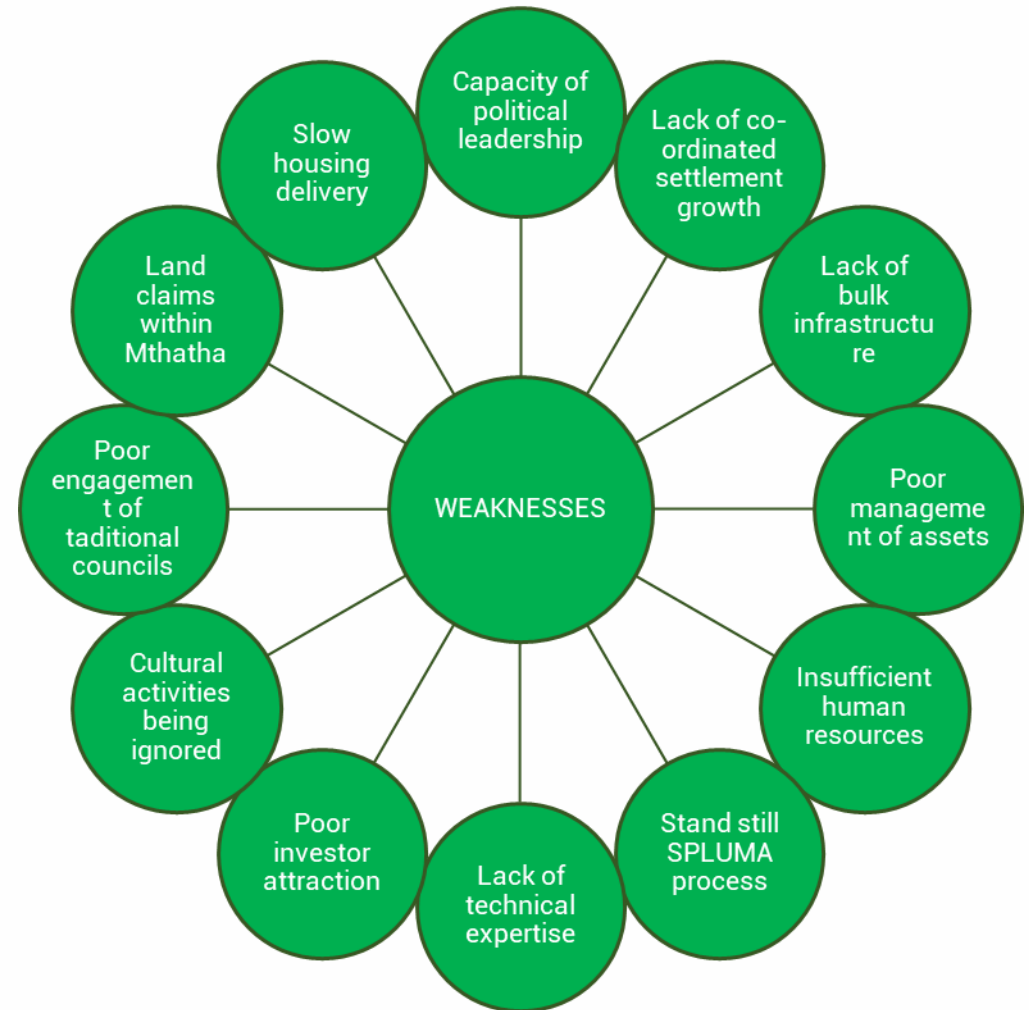 Capacity of
political
leadership
Lack of co-
ordinated
settlement
growth
Lack of
bulk
infrastructu
re
Poor
manageme
nt of assets
Insufficient
human
resources
Stand still
SPLUMA
process
Lack of
technical
expertise
Poor
investor
attraction
Cultural
activities
being
ignored
Poor
engagemen
t of
taditional
councils
Land
claims
within
Mthatha
Slow
housing
delivery
WEAKNESSES